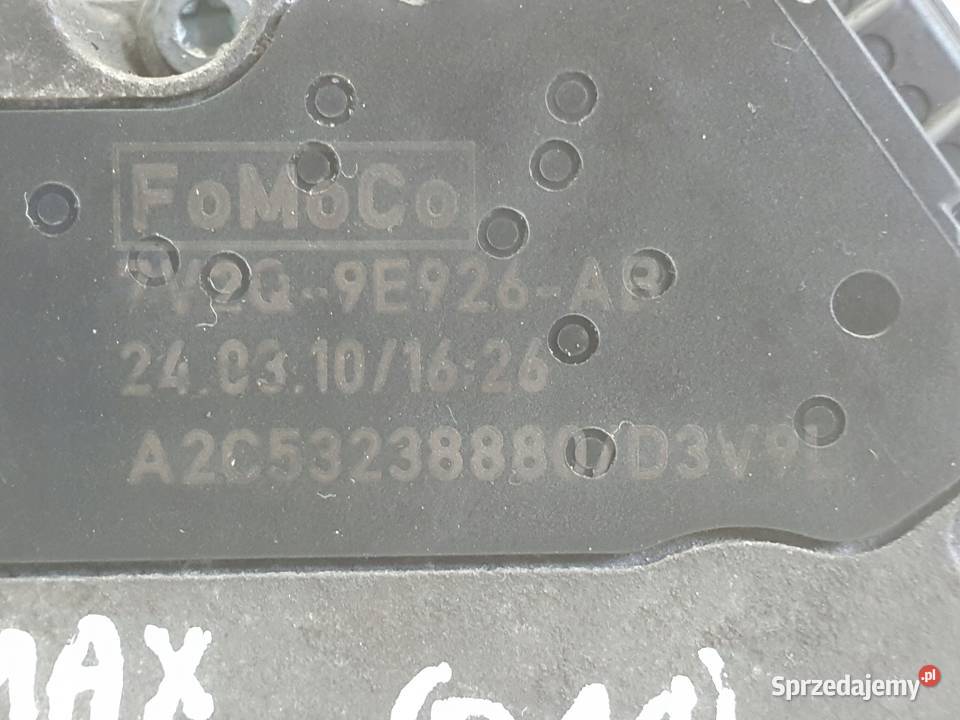 FoMoCo
7V2Q-9E926-AB
24.03.10/16:26
A2C53238880/D3V9L
MAX
Sprzedajemy.pl